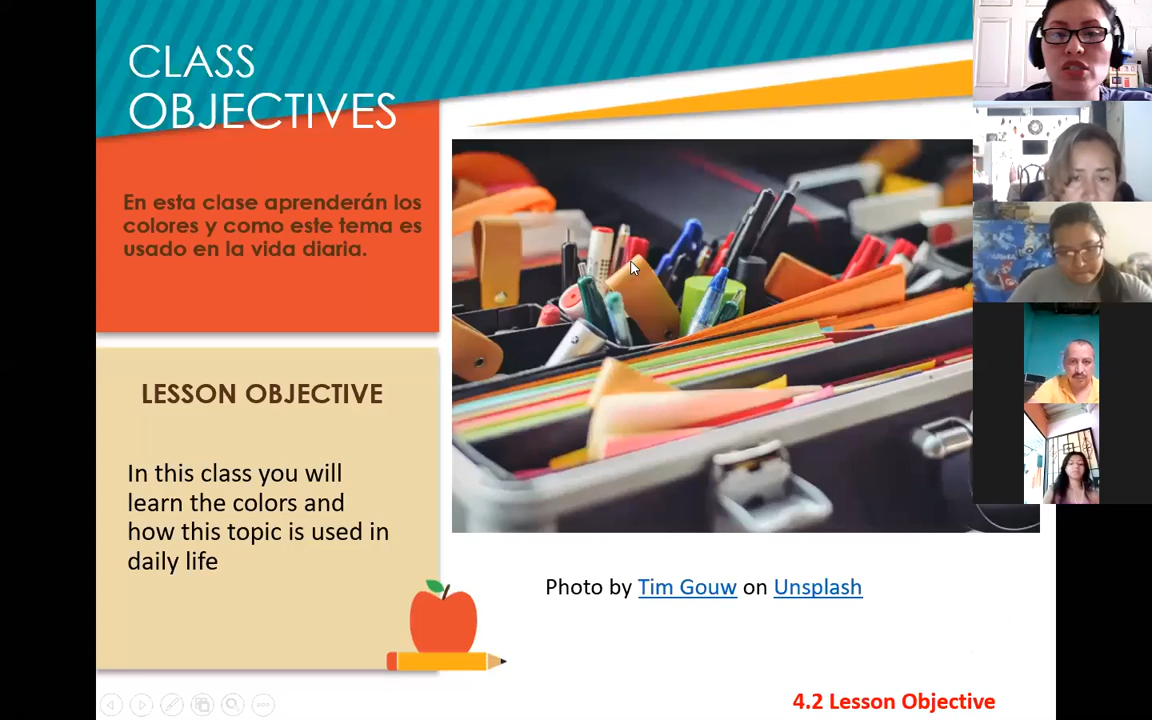 CLASS
OBJECTIVES
En esta clase aprenderán los
colores y como este tema es
usado en la vida diaria.
LESSON OBJECTIVE
In this class you will
learn the colors and
how this topic is used in
daily life
Photo by Tim Gouw on Unsplash
4.2 Lesson Objective